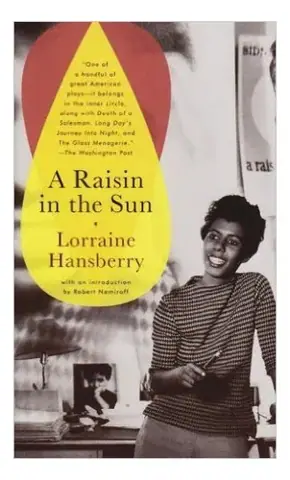 "One of
a handful of
great American
plays—it belongs
in the inner circle,
along with Death of a
Salesman, Long Day's
Journey Into Night, and
The Glass Menagerie."
—The Washington Post
A Raisin
in the Sun
Lorraine
Hansberry
with an introduction
by Robert Nemiroff
a rais